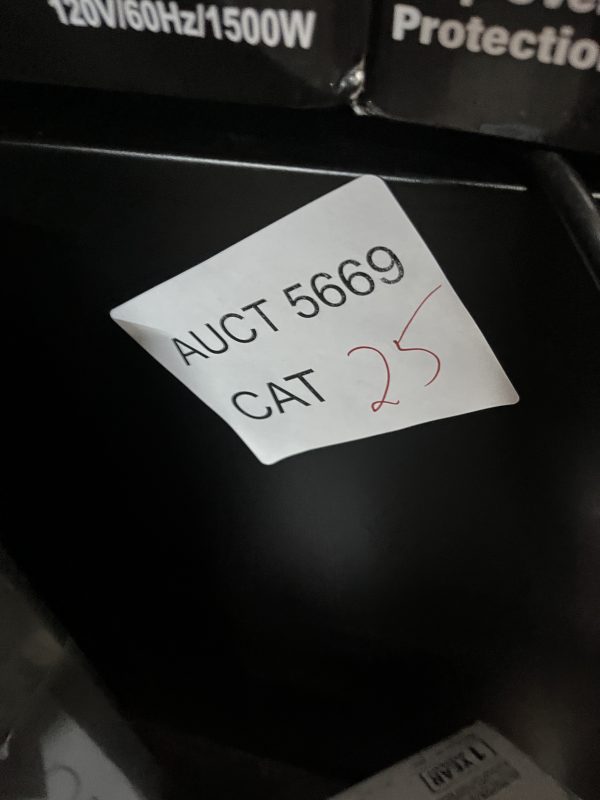 120V/60Hz/1500W
Protectio
AUCT 5669
CAT 25
[1 YEAR]